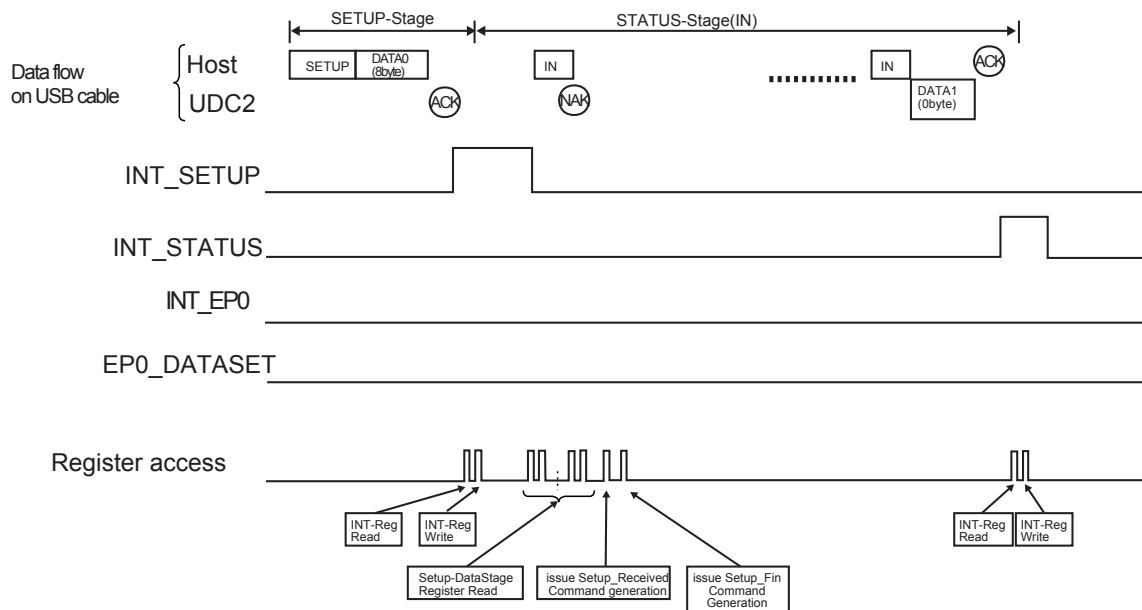 SETUP-Stage
STATUS-Stage(IN)
Data flow
on USB cable
Host
UDC2
SETUP
DATA0
(8byte)
ACK
IN
NAK
IN
DATA1
(0byte)
ACK
INT_SETUP
INT_STATUS
INT_EP0
EP0_DATASET
Register access
INT-Reg
Read
INT-Reg
Write
INT-Reg
Read
INT-Reg
Write
Setup-DataStage
Register Read
issue Setup_Received
Command generation
issue Setup_Fin
Command
Generation